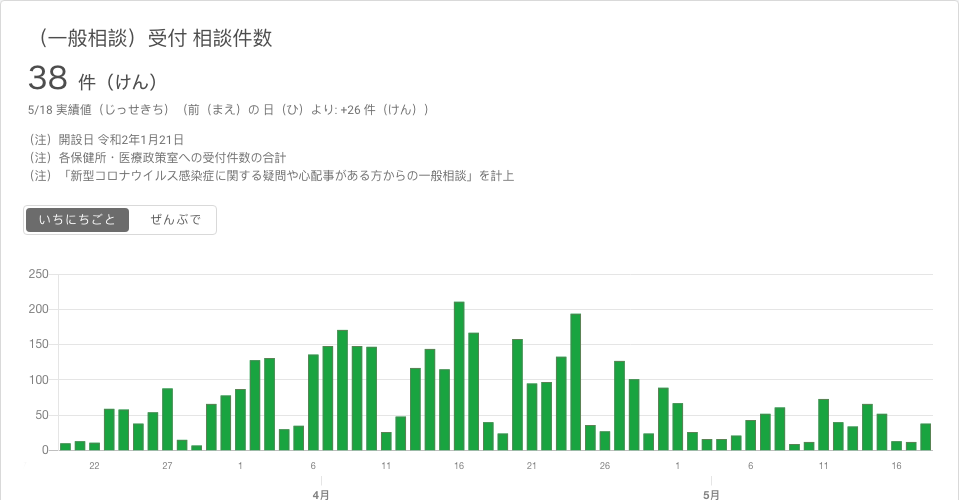 （一般相談）受付 相談件数
38 件（けん）
5/18 実績値（じっせきち）（前（まえ）の 日（ひ）より: +26 件（けん））
（注）開設日 令和2年1月21日
（注）各保健所・医療政策室への受付件数の合計
（注）「新型コロナウイルス感染症に関する疑問や心配事がある方からの一般相談」を計上
いちにちごと ぜんぶで
250
200
150
100
50
0
22 27 1 6 11 16 21 26 1 6 11 16
4月 5月